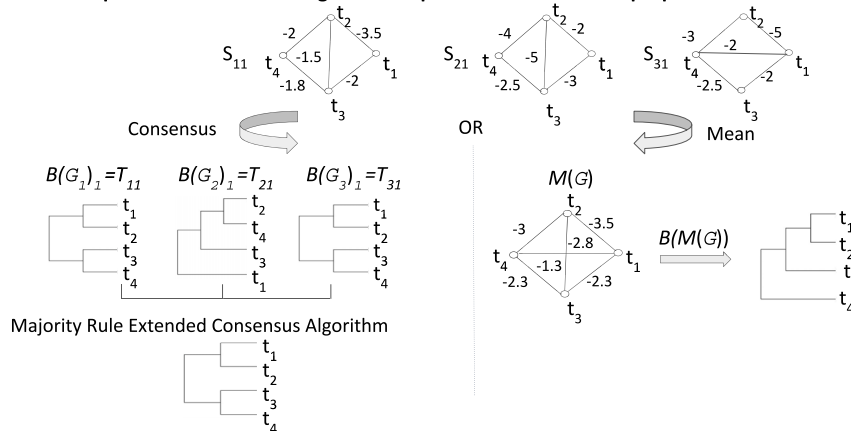 t2
-2
-3.5
S11
t4
-1.5
t1
-1.8
-2
t3
t2
-4
-2
S21
t4
-5
t1
-2.5
-3
t3
t2
-3
-5
S31
-2
t4
t1
-2.5
-2
t3
Consensus
OR
Mean
B(G1)1=T11
t1
t2
t3
t4
B(G2)1=T21
t2
t4
t3
t1
B(G3)1=T31
t1
t2
t3
t4
Majority Rule Extended Consensus Algorithm
t1
t2
t3
t4
M(G)
t2
-3
-3.5
-2.8
t4
-1.3
t1
-2.3
-2.3
t3
B(M(G))
t1
t2
t
t4